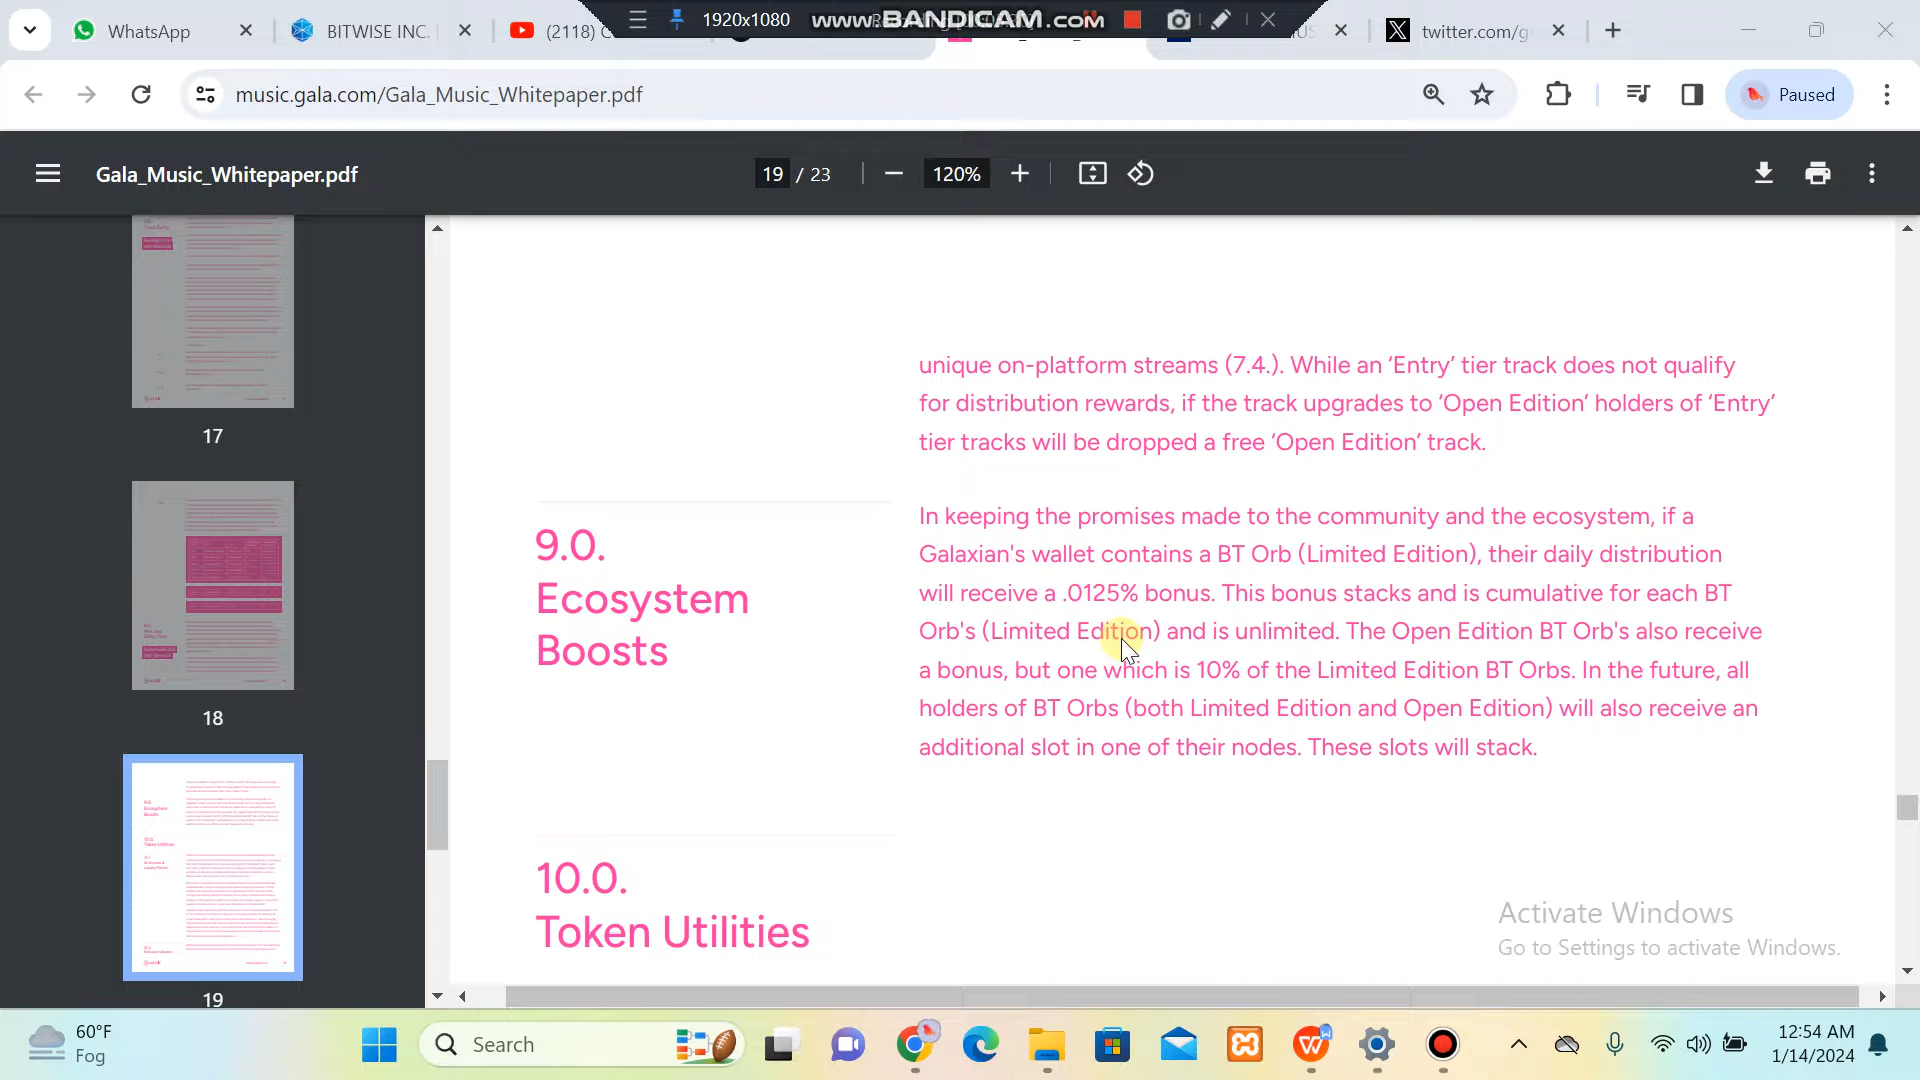 WhatsApp
BITWISE INC.
(2118) C
1920x1080
www.BANDICAM.com
twitter.com/g
music.gala.com/Gala_Music_Whitepaper.pdf
Paused
Gala_Music_Whitepaper.pdf
19 / 23
120%
17
18
19
unique on-platform streams (7.4.). While an ‘Entry’ tier track does not qualify
for distribution rewards, if the track upgrades to ‘Open Edition’ holders of ‘Entry’
tier tracks will be dropped a free ‘Open Edition’ track.
9.0.
Ecosystem
Boosts
In keeping the promises made to the community and the ecosystem, if a
Galaxian's wallet contains a BT Orb (Limited Edition), their daily distribution
will receive a .0125% bonus. This bonus stacks and is cumulative for each BT
Orb's (Limited Edition) and is unlimited. The Open Edition BT Orb's also receive
a bonus, but one which is 10% of the Limited Edition BT Orbs. In the future, all
holders of BT Orbs (both Limited Edition and Open Edition) will also receive an
additional slot in one of their nodes. These slots will stack.
10.0.
Token Utilities
Activate Windows
Go to Settings to activate Windows.
60°F
Fog
Search
12:54 AM
1/14/2024